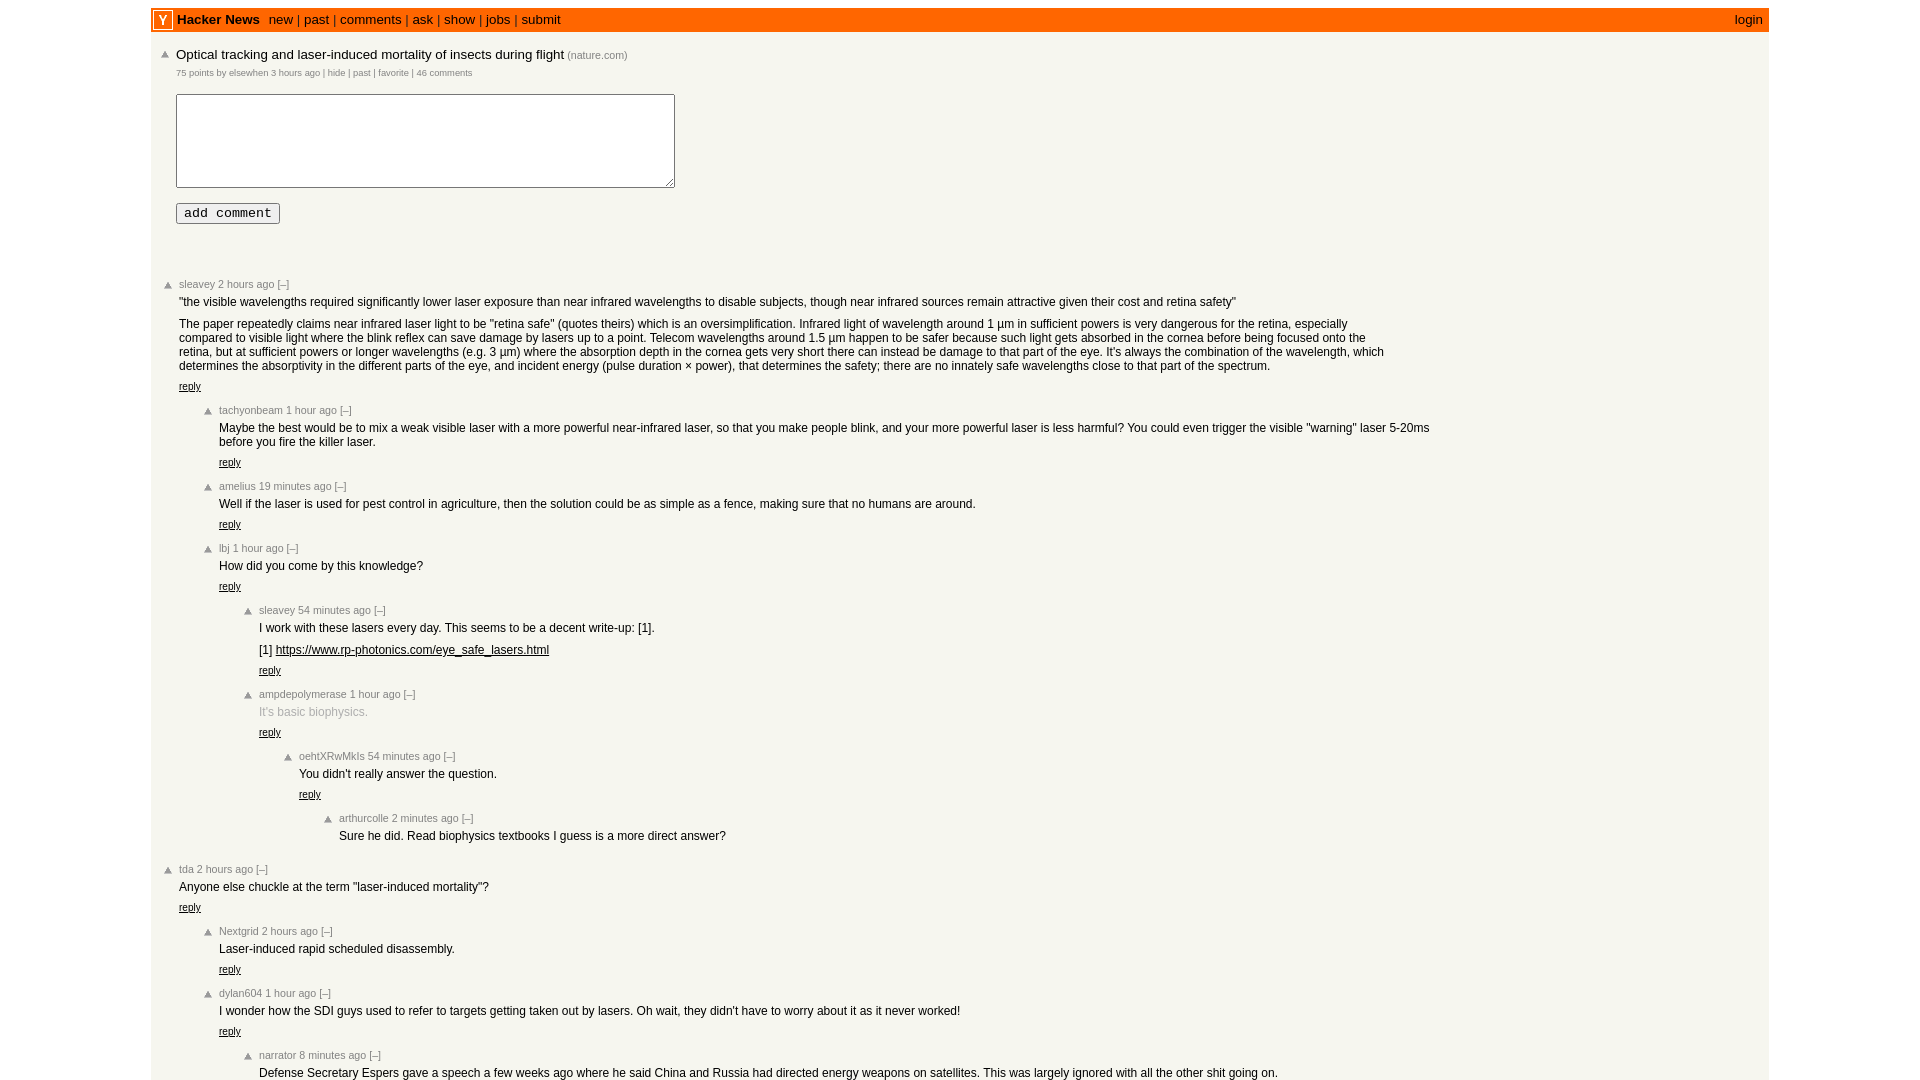 Y Hacker News new | past | comments | ask | show | jobs | submit login
Optical tracking and laser-induced mortality of insects during flight (nature.com)
75 points by elsewhen 3 hours ago | hide | past | favorite | 46 comments
add comment
sleavey 2 hours ago [–]
"the visible wavelengths required significantly lower laser exposure than near infrared wavelengths to disable subjects, though near infrared sources remain attractive given their cost and retina safety"
The paper repeatedly claims near infrared laser light to be "retina safe" (quotes theirs) which is an oversimplification. Infrared light of wavelength around 1 µm in sufficient powers is very dangerous for the retina, especially
compared to visible light where the blink reflex can save damage by lasers up to a point. Telecom wavelengths around 1.5 µm happen to be safer because such light gets absorbed in the cornea before being focused onto the
retina, but at sufficient powers or longer wavelengths (e.g. 3 µm) where the absorption depth in the cornea gets very short there can instead be damage to that part of the eye. It's always the combination of the wavelength, which
determines the absorptivity in the different parts of the eye, and incident energy (pulse duration × power), that determines the safety; there are no innately safe wavelengths close to that part of the spectrum.
reply
tachyonbeam 1 hour ago [–]
Maybe the best would be to mix a weak visible laser with a more powerful near-infrared laser, so that you make people blink, and your more powerful laser is less harmful? You could even trigger the visible "warning" laser 5-20ms
before you fire the killer laser.
reply
amelius 19 minutes ago [–]
Well if the laser is used for pest control in agriculture, then the solution could be as simple as a fence, making sure that no humans are around.
reply
lbj 1 hour ago [–]
How did you come by this knowledge?
reply
sleavey 54 minutes ago [–]
I work with these lasers every day. This seems to be a decent write-up: [1].
[1] https://www.rp-photonics.com/eye_safe_lasers.html
reply
ampdepolymerase 1 hour ago [–]
It's basic biophysics.
reply
oehtXRwMkIs 54 minutes ago [–]
You didn't really answer the question.
reply
arthurcolle 2 minutes ago [–]
Sure he did. Read biophysics textbooks I guess is a more direct answer?
tda 2 hours ago [–]
Anyone else chuckle at the term "laser-induced mortality"?
reply
Nextgrid 2 hours ago [–]
Laser-induced rapid scheduled disassembly.
reply
dylan604 1 hour ago [–]
I wonder how the SDI guys used to refer to targets getting taken out by lasers. Oh wait, they didn't have to worry about it as it never worked!
reply
narrator 8 minutes ago [–]
Defense Secretary Espers gave a speech a few weeks ago where he said China and Russia had directed energy weapons on satellites. This was largely ignored with all the other shit going on.